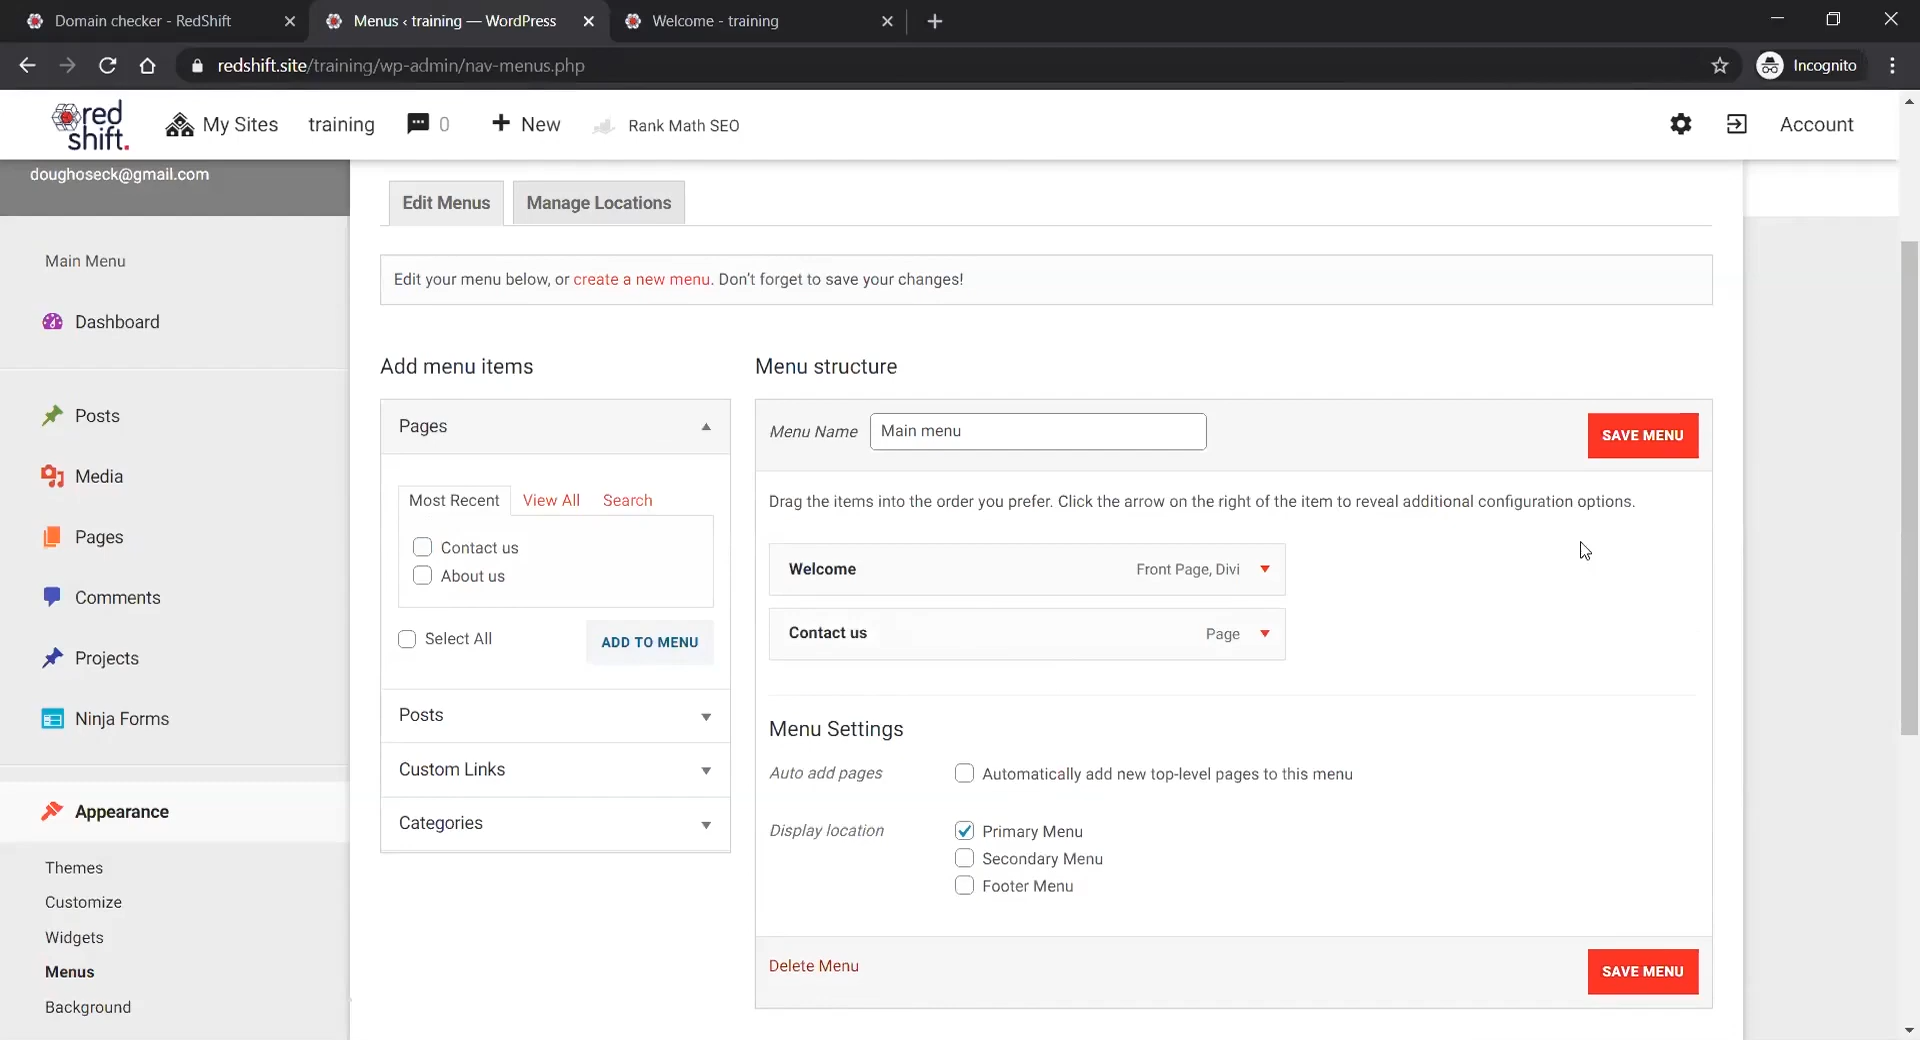 Domain checker - RedShift
Menus ‹ training — WordPress
Welcome - training
redshift.site/training/wp-admin/nav-menus.php
Incognito
red shift.
My Sites
training
0
New
Rank Math SEO
Account
doughoseck@gmail.com
Main Menu
Dashboard
Posts
Media
Pages
Comments
Projects
Ninja Forms
Appearance
Themes
Customize
Widgets
Menus
Background
Edit Menus
Manage Locations
Edit your menu below, or create a new menu. Don't forget to save your changes!
Add menu items
Pages
Most Recent
View All
Search
Contact us
About us
Select All
ADD TO MENU
Posts
Custom Links
Categories
Menu structure
Menu Name
Main menu
SAVE MENU
Drag the items into the order you prefer. Click the arrow on the right of the item to reveal additional configuration options.
Welcome
Front Page, Divi
Contact us
Page
Menu Settings
Auto add pages
Automatically add new top-level pages to this menu
Display location
Primary Menu
Secondary Menu
Footer Menu
Delete Menu
SAVE MENU